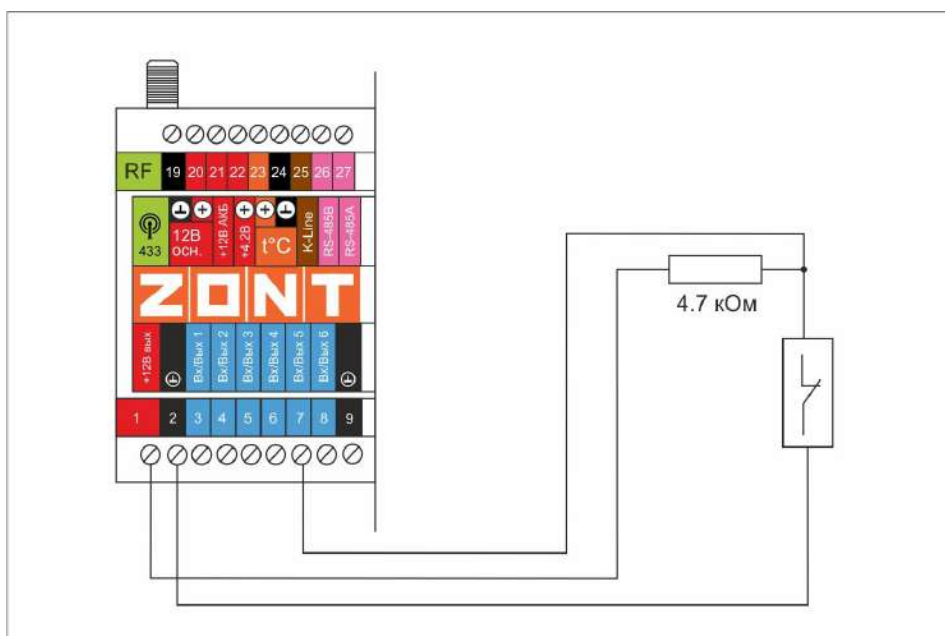 RF 19 20 21 22 23 24 25 26 27
433
12В осн.
+12В АКБ
+4.2В
t°C
K-Line
RS-485B
RS-485A
ZONT
+12В вых
Вх/Вых 1
Вх/Вых 2
Вх/Вых 3
Вх/Вых 4
Вх/Вых 5
Вх/Вых 6
1 2 3 4 5 6 7 8 9
4.7 кОм